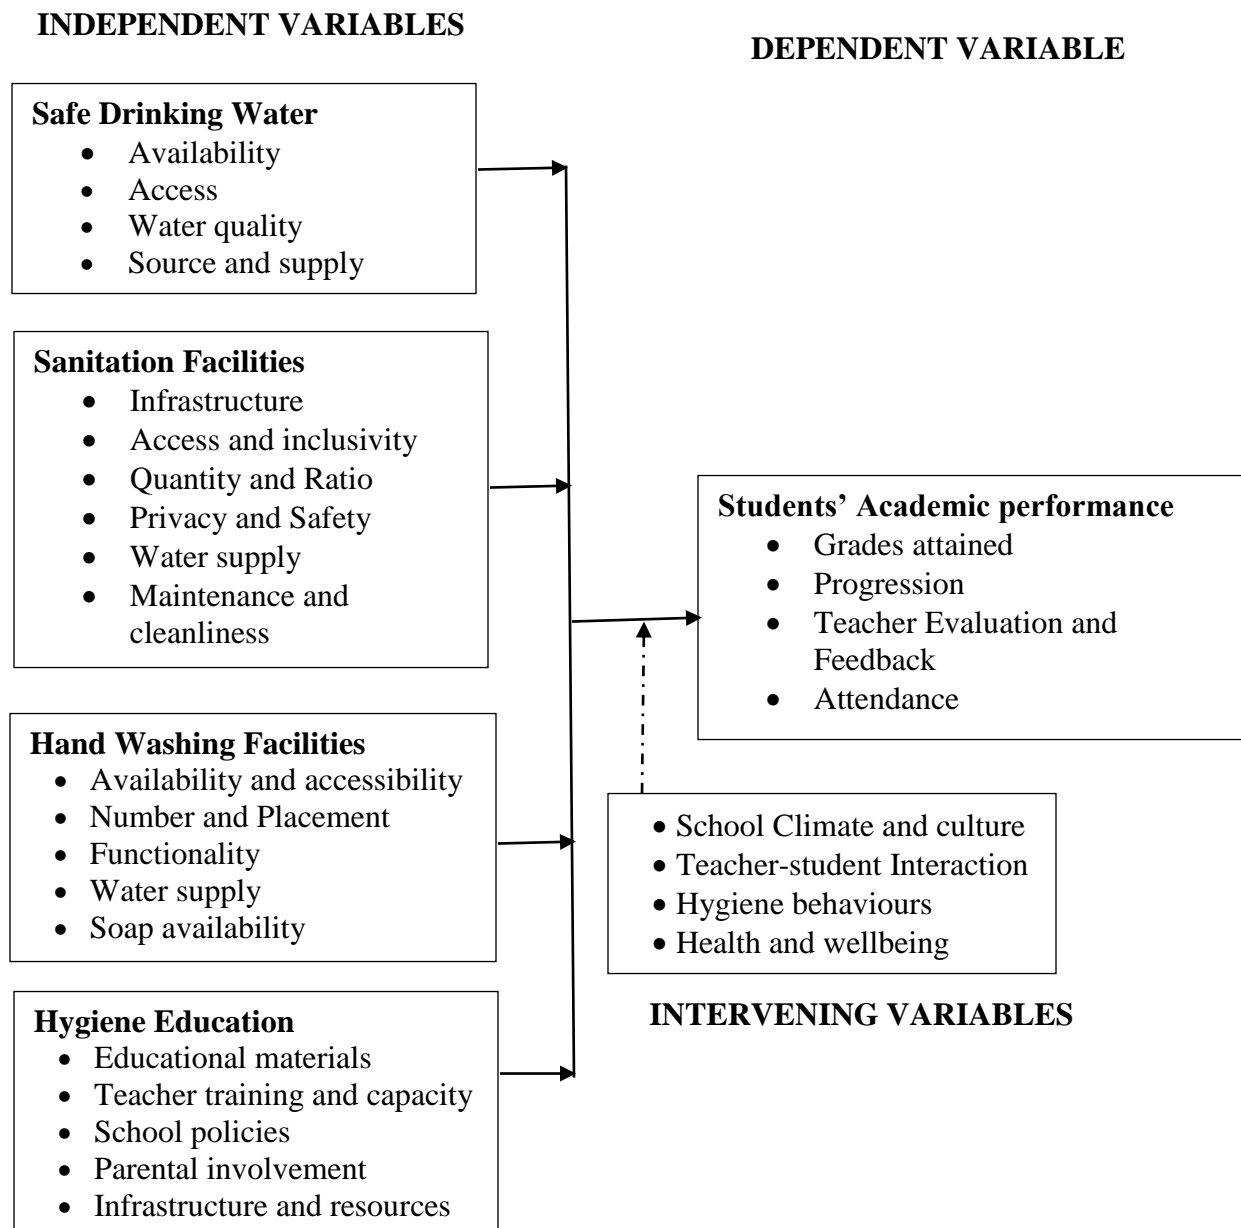 INDEPENDENT VARIABLES
DEPENDENT VARIABLE
Safe Drinking Water
• Availability
• Access
• Water quality
• Source and supply
Sanitation Facilities
• Infrastructure
• Access and inclusivity
• Quantity and Ratio
• Privacy and Safety
• Water supply
• Maintenance and
cleanliness
Hand Washing Facilities
• Availability and accessibility
• Number and Placement
• Functionality
• Water supply
• Soap availability
Hygiene Education
• Educational materials
• Teacher training and capacity
• School policies
• Parental involvement
• Infrastructure and resources
Students’ Academic performance
• Grades attained
• Progression
• Teacher Evaluation and
Feedback
• Attendance
• School Climate and culture
• Teacher-student Interaction
• Hygiene behaviours
• Health and wellbeing
INTERVENING VARIABLES